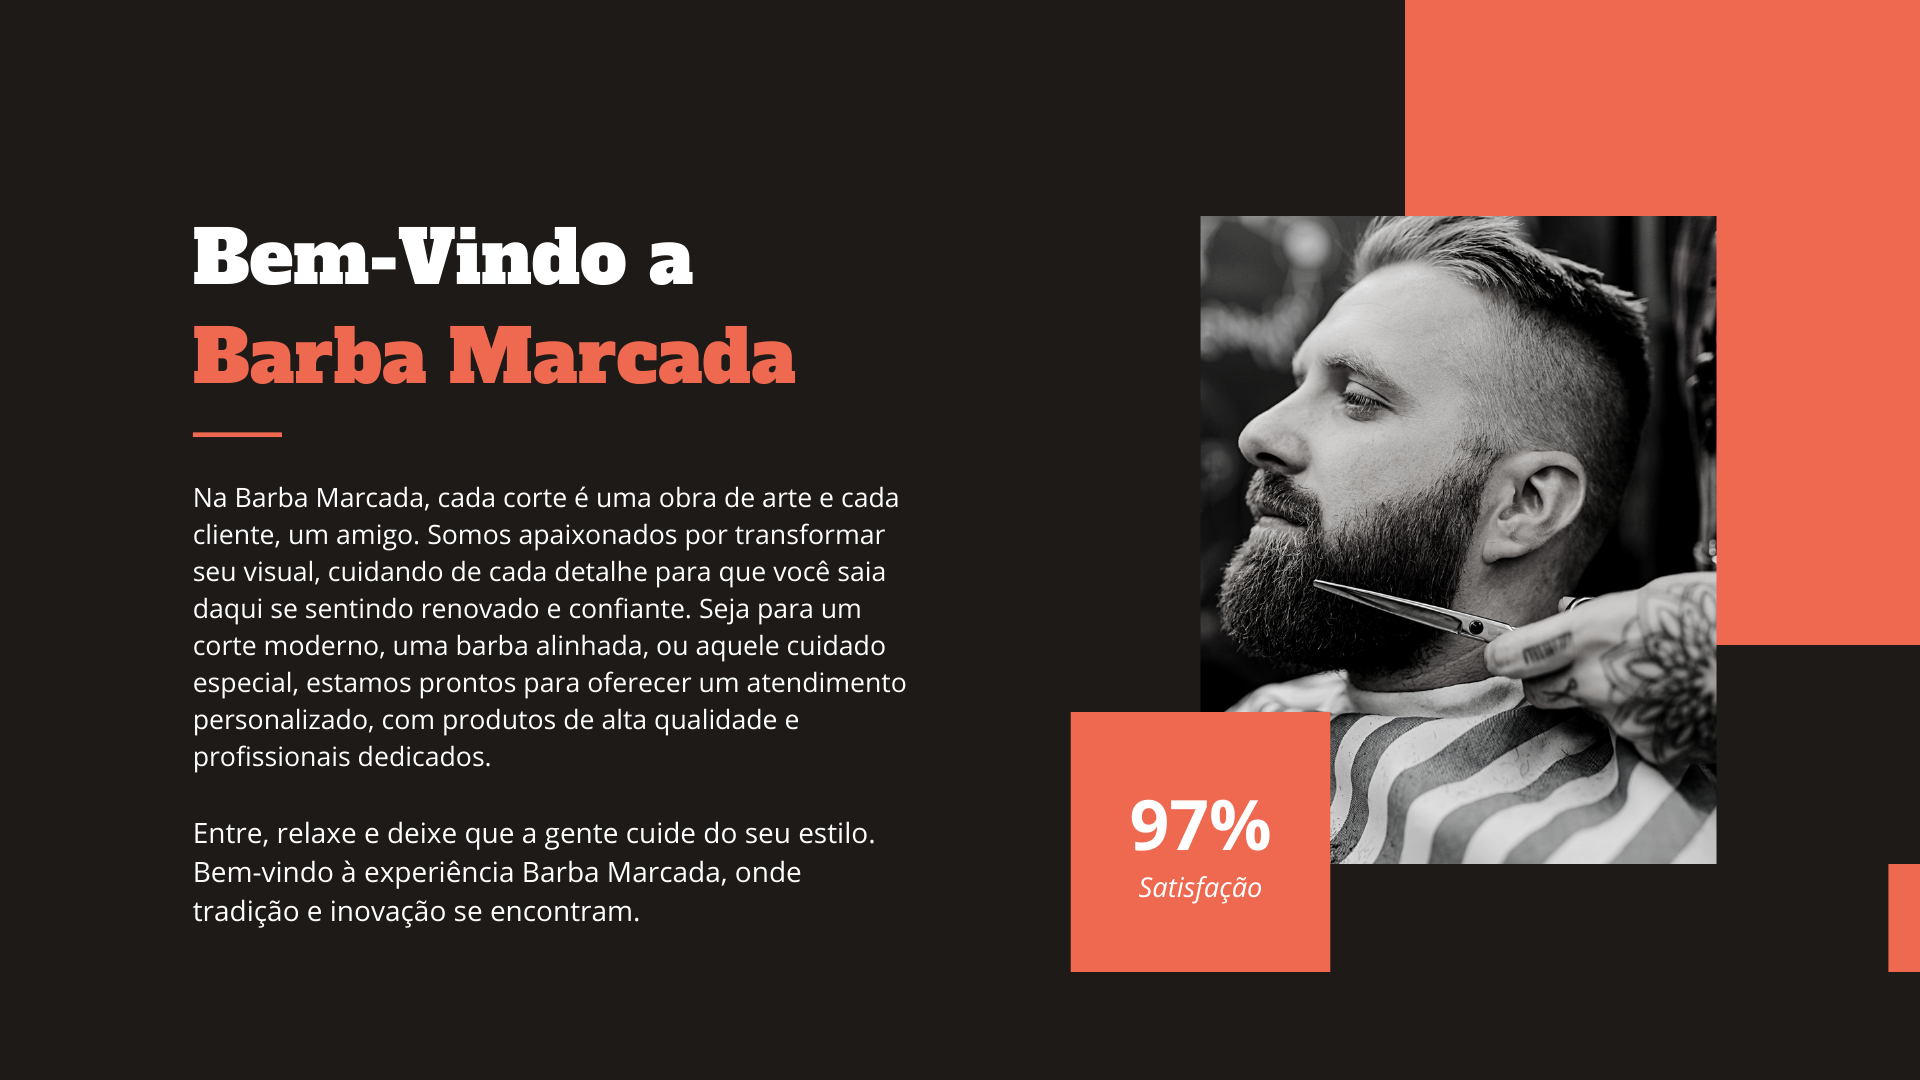 Bem-Vindo a
Barba Marcada
Na Barba Marcada, cada corte é uma obra de arte e cada
cliente, um amigo. Somos apaixonados por transformar
seu visual, cuidando de cada detalhe para que você saia
daqui se sentindo renovado e confiante. Seja para um
corte moderno, uma barba alinhada, ou aquele cuidado
especial, estamos prontos para oferecer um atendimento
personalizado, com produtos de alta qualidade e
profissionais dedicados.
Entre, relaxe e deixe que a gente cuide do seu estilo.
Bem-vindo à experiência Barba Marcada, onde
tradição e inovação se encontram.
97%
Satisfação